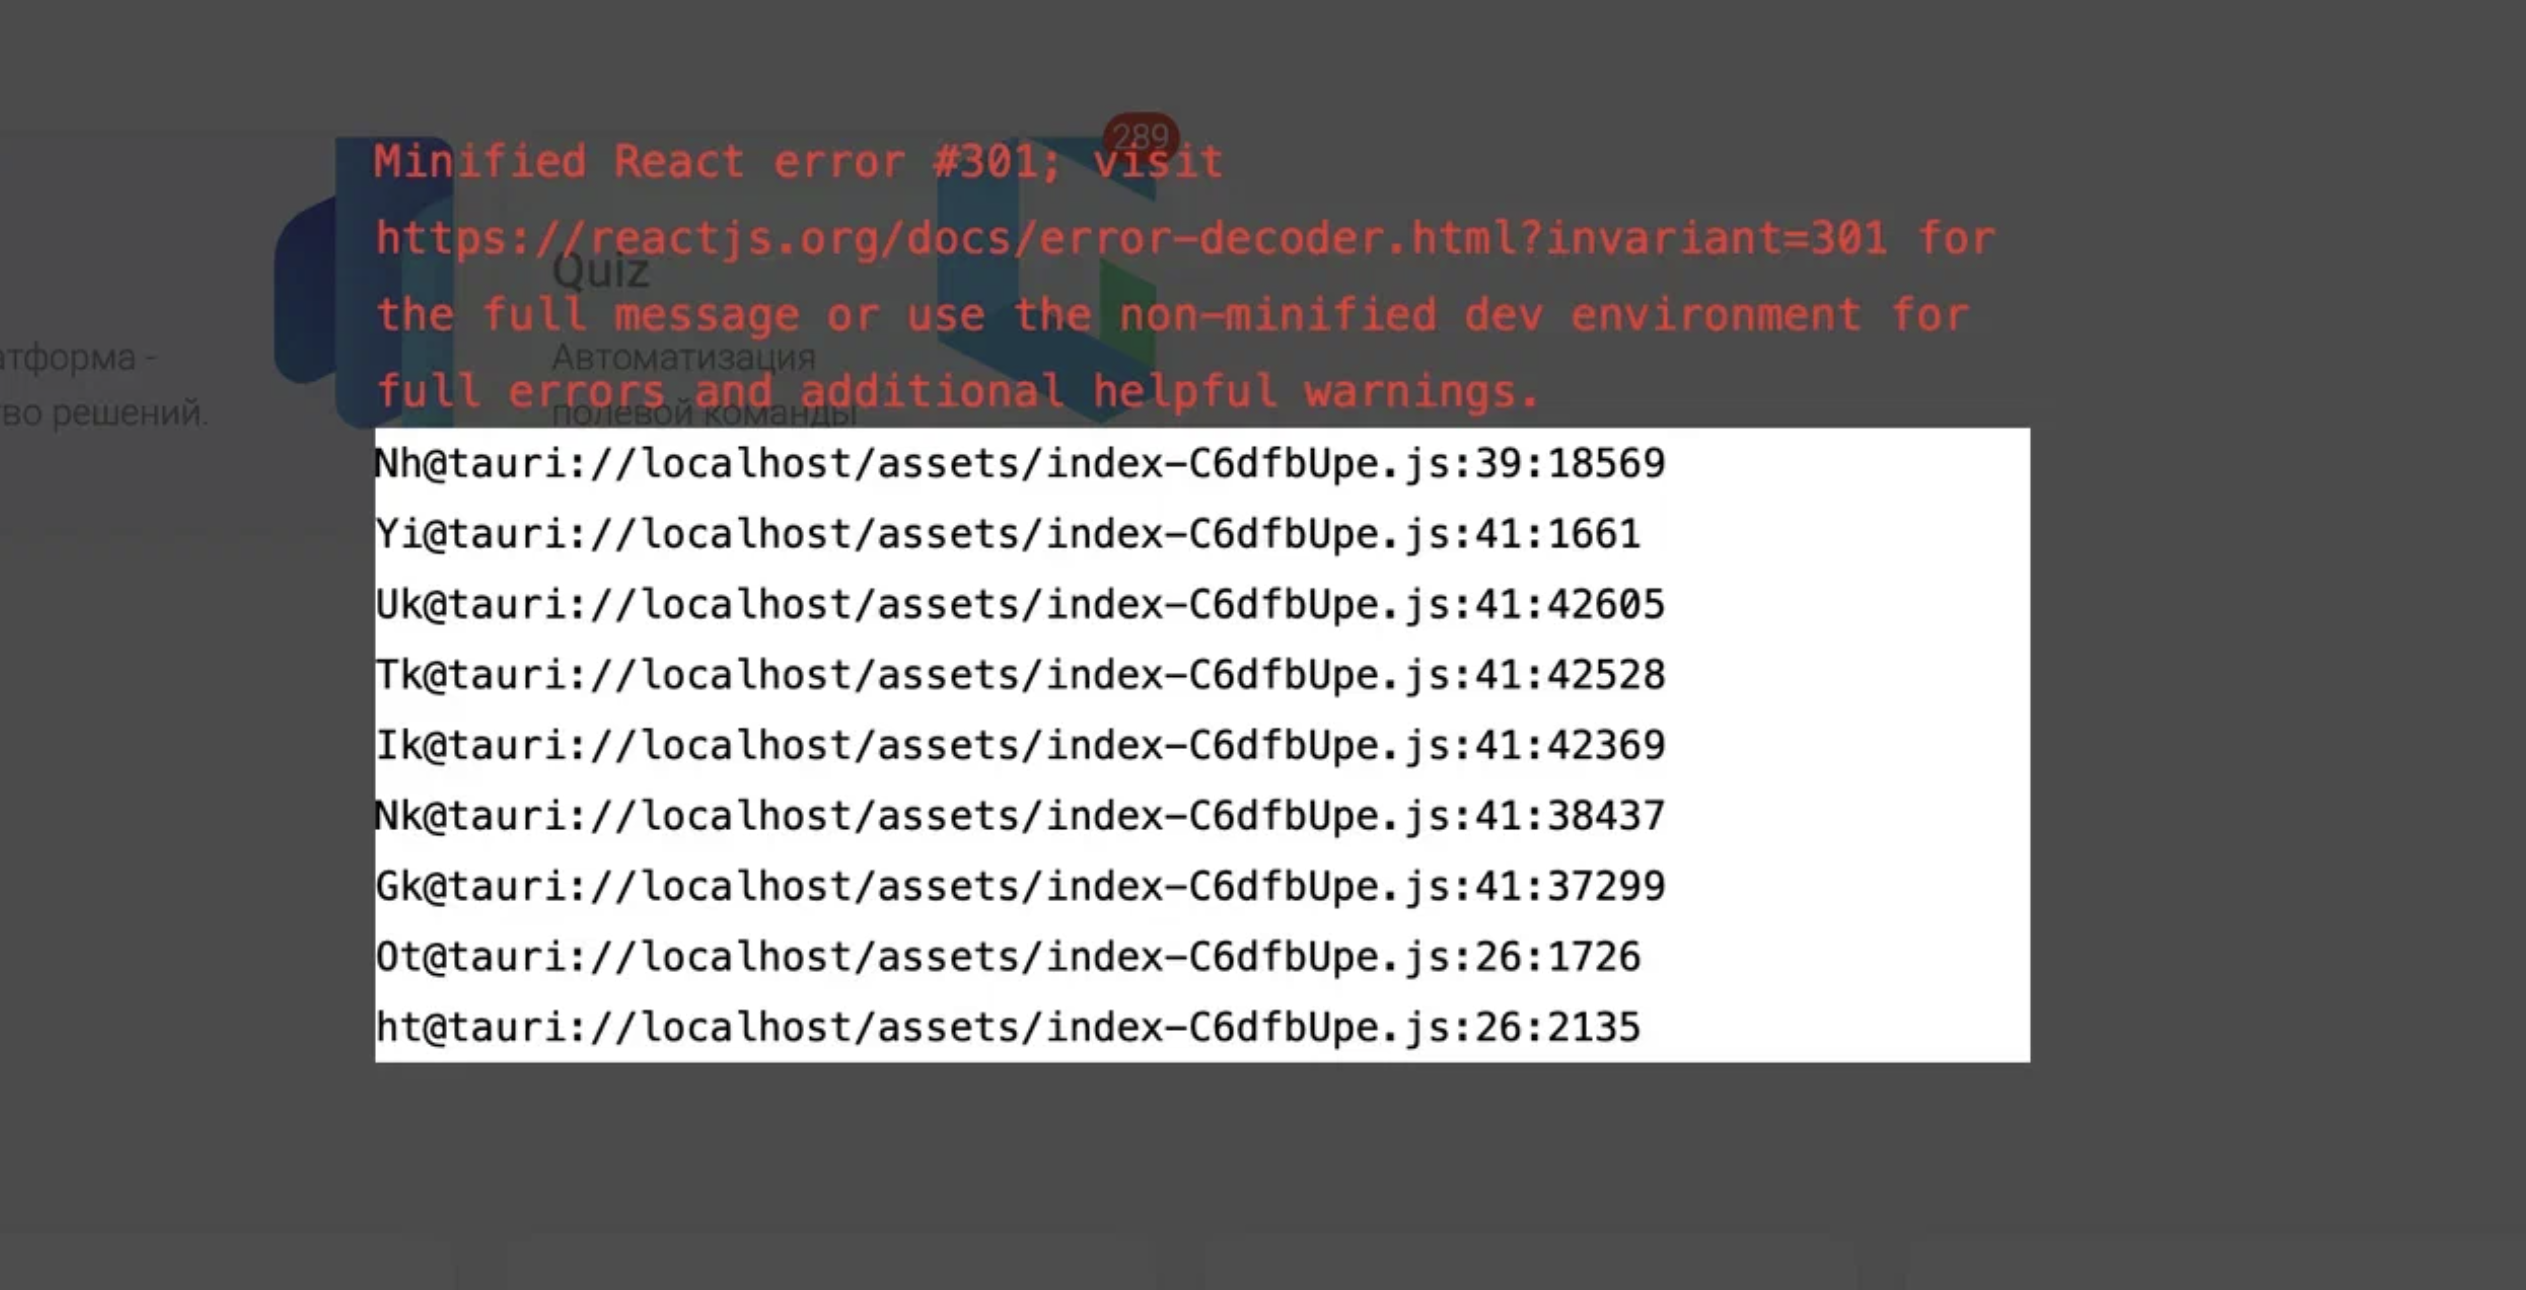 289
Minified React error #301; visit
https://reactjs.org/docs/error-decoder.html?invariant=301 for
Quiz
the full message or use the non-minified dev environment for
Автоматизация
full errors and additional helpful warnings.
полевой команды
атформа -
во решений.
Nh@tauri://localhost/assets/index-C6dfbUpe.js:39:18569
Yi@tauri://localhost/assets/index-C6dfbUpe.js:41:1661
Uk@tauri://localhost/assets/index-C6dfbUpe.js:41:42605
Tk@tauri://localhost/assets/index-C6dfbUpe.js:41:42528
Ik@tauri://localhost/assets/index-C6dfbUpe.js:41:42369
Nk@tauri://localhost/assets/index-C6dfbUpe.js:41:38437
Gk@tauri://localhost/assets/index-C6dfbUpe.js:41:37299
Ot@tauri://localhost/assets/index-C6dfbUpe.js:26:1726
ht@tauri://localhost/assets/index-C6dfbUpe.js:26:2135